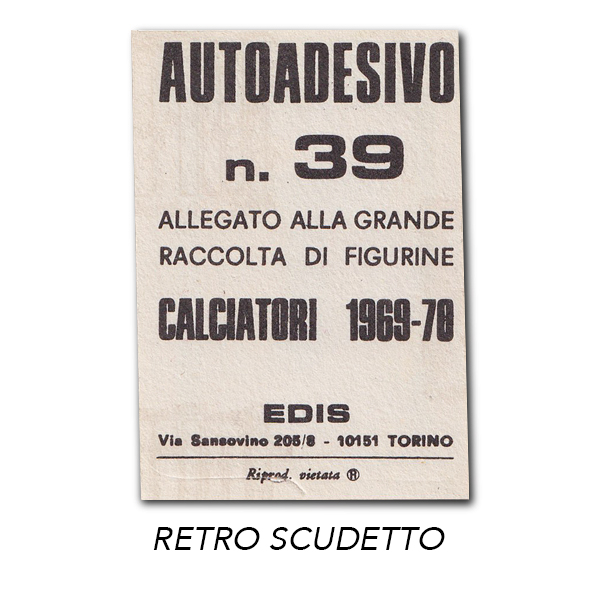 AUTOADESIVO
n. 39
ALLEGATO ALLA GRANDE
RACCOLTA DI FIGURINE
CALCIATORI 1969-70
EDIS
Via Sansovino 205/8 - 10151 TORINO
Riprod. vietata ®
RETRO SCUDETTO